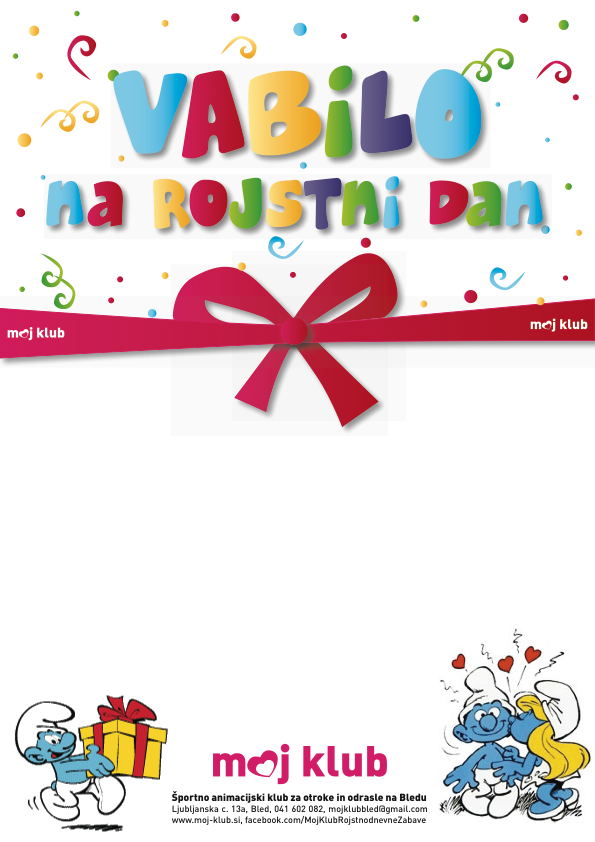 VABILO
na ROJSTni Dan
moj klub
moj klub
moj klub
Športno animacijski klub za otroke in odrasle na Bledu
Ljubljanska c. 13a, Bled, 041 602 082, mojklubbled@gmail.com
www.moj-klub.si, facebook.com/MojKlubRojstnodnevneZabave